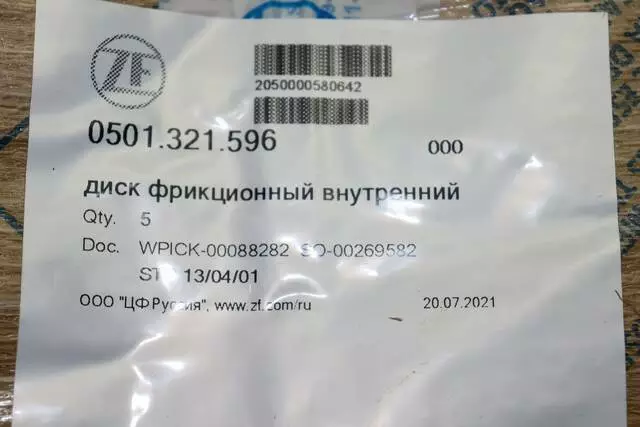 ZF
2050000580642
0501.321.596 000
диск фрикционный внутренний
Qty. 5
Doc. WPICK-00088282 SO-00269582
ST 13/04/01
ООО "ЦФ Руссия", www.zf.com/ru 20.07.2021